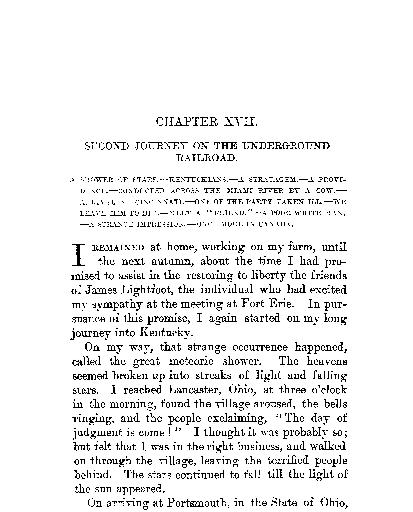 CHAPTER XVII.
SECOND JOURNEY ON THE UNDERGROUND
RAILROAD.
A SHOWER OF STARS.—KENTUCKIANS.—A STRATAGEM.—A PROVI-
DENCE.—CONDUCTED ACROSS THE MIAMI RIVER BY A COW.—
ARRIVE IN CINCINNATI.—ONE OF THE PARTY TAKEN ILL.—WE
LEAVE HIM TO DIE.—MEET A "FRIEND."—A POOR WHITE MAN.
—A STRANGE IMPRESSION.—ONCE MORE IN CANADA.
I REMAINED at home, working on my farm, until
the next autumn, about the time I had pro-
mised to assist in the restoring to liberty the friends
of James Lightfoot, the individual who had excited
my sympathy at the meeting at Fort Erie. In pur-
suance of this promise, I again started on my long
journey into Kentucky.
On my way, that strange occurrence happened,
called the great meteoric shower. The heavens
seemed broken up into streaks of light and falling
stars. I reached Lancaster, Ohio, at three o'clock
in the morning, found the village aroused, the bells
ringing, and the people exclaiming, "The day of
judgment is come!" I thought it was probably so;
but felt that I was in the right business, and walked
on through the village, leaving the terrified people
behind. The stars continued to fall till the light of
the sun appeared.
On arriving at Portsmouth, in the State of Ohio,